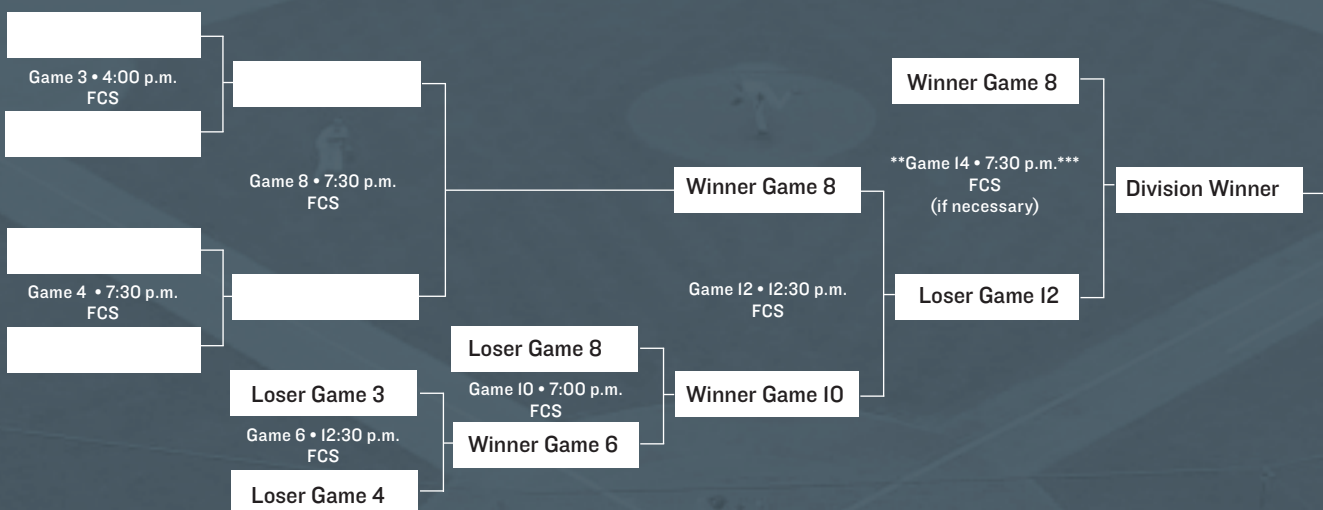 Game 3 • 4:00 p.m.
FCS
Game 8 • 7:30 p.m.
FCS
Game 4 • 7:30 p.m.
FCS
Loser Game 3
Game 6 • 12:30 p.m.
FCS
Loser Game 4
Loser Game 8
Game 10 • 7:00 p.m.
FCS
Winner Game 6
Winner Game 8
Game 12 • 12:30 p.m.
FCS
Winner Game 10
Winner Game 8
**Game 14 • 7:30 p.m.***
FCS
(if necessary)
Loser Game 12
Division Winner